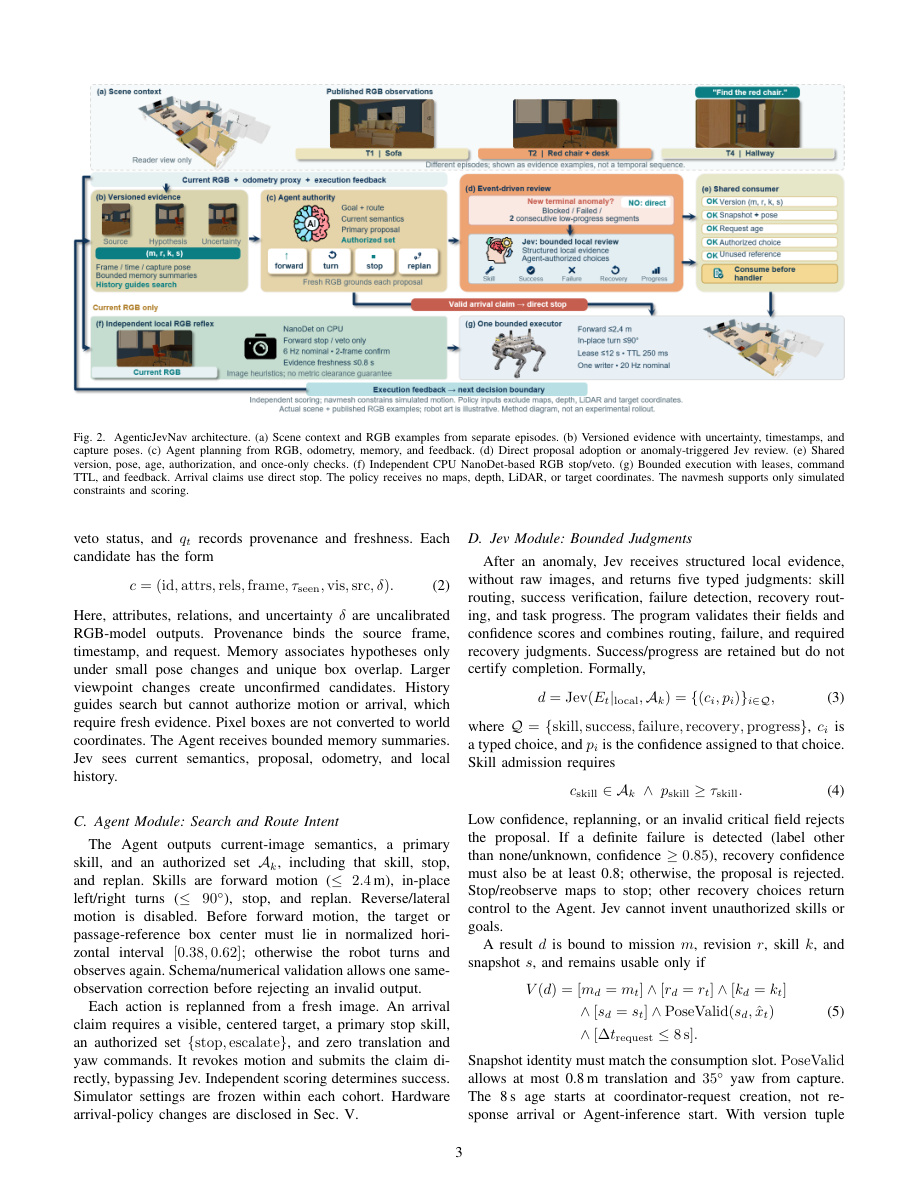 (a) Scene context
Published RGB observations
"Find the red chair."
Reader view only
T1 | Sofa
T2 | Red chair + desk
T4 | Hallway
Different episodes; shown as evidence examples, not a temporal sequence.
Current RGB + odometry proxy + execution feedback
(b) Versioned evidence
Source
Hypothesis
Uncertainty
(m, r, k, s)
Frame / time / capture pose
Bounded memory summaries
History guides search
(c) Agent authority
AI
Goal + route
Current semantics
Primary proposal
Authorized set
forward
turn
stop
replan
Fresh RGB grounds each proposal
(d) Event-driven review
New terminal anomaly?
NO: direct
Blocked / Failed /
2 consecutive low-progress segments
Jev: bounded local review
Structured local evidence
Agent-authorized choices
Skill
Success
Failure
Recovery
Progress
(e) Shared consumer
OK Version (m, r, k, s)
OK Snapshot + pose
OK Request age
OK Authorized choice
OK Unused reference
Consume before
handler
Valid arrival claim → direct stop
Current RGB only
(f) Independent local RGB reflex
Current RGB
NanoDet on CPU
Forward stop / veto only
6 Hz nominal • 2-frame confirm
Evidence freshness ≤0.8 s
Image heuristics; no metric clearance guarantee
(g) One bounded executor
Forward ≤2.4 m
In-place turn ≤90°
Lease ≤12 s • TTL 250 ms
One writer • 20 Hz nominal
Execution feedback → next decision boundary
Independent scoring; navmesh constrains simulated motion. Policy inputs exclude maps, depth, LiDAR and target coordinates.
Actual scene + published RGB examples; robot art is illustrative. Method diagram, not an experimental rollout.
Fig. 2. AgenticJevNav architecture. (a) Scene context and RGB examples from separate episodes. (b) Versioned evidence with uncertainty, timestamps, and
capture poses. (c) Agent planning from RGB, odometry, memory, and feedback. (d) Direct proposal adoption or anomaly-triggered Jev review. (e) Shared
version, pose, age, authorization, and once-only checks. (f) Independent CPU NanoDet-based RGB stop/veto. (g) Bounded execution with leases, command
TTL, and feedback. Arrival claims use direct stop. The policy receives no maps, depth, LiDAR, or target coordinates. The navmesh supports only simulated
constraints and scoring.
veto status, and q_t records provenance and freshness. Each
candidate has the form
c = (id, attrs, rels, frame, τ_seen, vis, src, δ). (2)
Here, attributes, relations, and uncertainty δ are uncalibrated
RGB-model outputs. Provenance binds the source frame,
timestamp, and request. Memory associates hypotheses only
under small pose changes and unique box overlap. Larger
viewpoint changes create unconfirmed candidates. History
guides search but cannot authorize motion or arrival, which
require fresh evidence. Pixel boxes are not converted to world
coordinates. The Agent receives bounded memory summaries.
Jev sees current semantics, proposal, odometry, and local
history.
C. Agent Module: Search and Route Intent
The Agent outputs current-image semantics, a primary
skill, and an authorized set 𝒜_k, including that skill, stop,
and replan. Skills are forward motion (≤ 2.4 m), in-place
left/right turns (≤ 90°), stop, and replan. Reverse/lateral
motion is disabled. Before forward motion, the target or
passage-reference box center must lie in normalized hori-
zontal interval [0.38, 0.62]; otherwise the robot turns and
observes again. Schema/numerical validation allows one same-
observation correction before rejecting an invalid output.
Each action is replanned from a fresh image. An arrival
claim requires a visible, centered target, a primary stop skill,
an authorized set {stop, escalate}, and zero translation and
yaw commands. It revokes motion and submits the claim di-
rectly, bypassing Jev. Independent scoring determines success.
Simulator settings are frozen within each cohort. Hardware
arrival-policy changes are disclosed in Sec. V.
D. Jev Module: Bounded Judgments
After an anomaly, Jev receives structured local evidence,
without raw images, and returns five typed judgments: skill
routing, success verification, failure detection, recovery rout-
ing, and task progress. The program validates their fields and
confidence scores and combines routing, failure, and required
recovery judgments. Success/progress are retained but do not
certify completion. Formally,
d = Jev(E_t|_local, 𝒜_k) = {(c_i, p_i)}_{i∈𝒬}, (3)
where 𝒬 = {skill, success, failure, recovery, progress}, c_i is
a typed choice, and p_i is the confidence assigned to that choice.
Skill admission requires
c_skill ∈ 𝒜_k ∧ p_skill ≥ τ_skill. (4)
Low confidence, replanning, or an invalid critical field rejects
the proposal. If a definite failure is detected (label other
than none/unknown, confidence ≥ 0.85), recovery confidence
must also be at least 0.8; otherwise, the proposal is rejected.
Stop/reobserve maps to stop; other recovery choices return
control to the Agent. Jev cannot invent unauthorized skills or
goals.
A result d is bound to mission m, revision r, skill k, and
snapshot s, and remains usable only if
V(d) = [m_d = m_t] ∧ [r_d = r_t] ∧ [k_d = k_t]
∧ [s_d = s_t] ∧ PoseValid(s_d, x̂_t) (5)
∧ [Δt_request ≤ 8 s].
Snapshot identity must match the consumption slot. PoseValid
allows at most 0.8 m translation and 35° yaw from capture.
The 8 s age starts at coordinator-request creation, not re-
sponse arrival or Agent-inference start. With version tuple
3